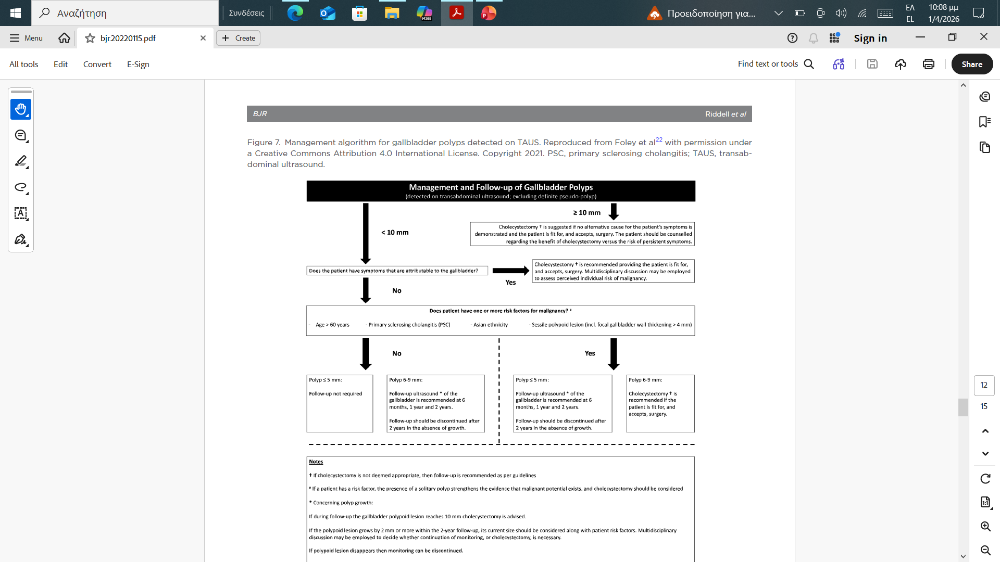 Αναζήτηση
Συνδέσεις
M365
P
Προειδοποίηση για...
ΕΛ
EL
10:08 μμ
1/4/2026
Menu
bjr.20220115.pdf
Create
Sign in
All tools
Edit
Convert
E-Sign
Find text or tools
Share
BJR
Riddell et al
Figure 7. Management algorithm for gallbladder polyps detected on TAUS. Reproduced from Foley et al22 with permission under
a Creative Commons Attribution 4.0 International License. Copyright 2021. PSC, primary sclerosing cholangitis; TAUS, transab-
dominal ultrasound.
Management and Follow-up of Gallbladder Polyps
(detected on transabdominal ultrasound; excluding definite pseudo-polyp)
≥ 10 mm
Cholecystectomy † is suggested if no alternative cause for the patient's symptoms is
demonstrated and the patient is fit for, and accepts, surgery. The patient should be counselled
regarding the benefit of cholecystectomy versus the risk of persistent symptoms.
< 10 mm
Does the patient have symptoms that are attributable to the gallbladder?
Yes
Cholecystectomy † is recommended providing the patient is fit for,
and accepts, surgery. Multidisciplinary discussion may be employed
to assess perceived individual risk of malignancy.
No
Does patient have one or more risk factors for malignancy? #
- Age > 60 years
- Primary sclerosing cholangitis (PSC)
- Asian ethnicity
- Sessile polypoid lesion (incl. focal gallbladder wall thickening > 4 mm)
No
Yes
Polyp ≤ 5 mm:
Follow-up not required
Polyp 6-9 mm:
Follow-up ultrasound * of the
gallbladder is recommended at 6
months, 1 year and 2 years.
Follow-up should be discontinued after
2 years in the absence of growth.
Polyp ≤ 5 mm:
Follow-up ultrasound * of the
gallbladder is recommended at 6
months, 1 year and 2 years.
Follow-up should be discontinued after
2 years in the absence of growth.
Polyp 6-9 mm:
Cholecystectomy † is
recommended if the
patient is fit for, and
accepts, surgery.
Notes
† If cholecystectomy is not deemed appropriate, then follow-up is recommended as per guidelines
# If a patient has a risk factor, the presence of a solitary polyp strengthens the evidence that malignant potential exists, and cholecystectomy should be considered
* Concerning polyp growth:
If during follow-up the gallbladder polypoid lesion reaches 10 mm cholecystectomy is advised.
If the polypoid lesion grows by 2 mm or more within the 2-year follow-up, its current size should be considered along with patient risk factors. Multidisciplinary
discussion may be employed to decide whether continuation of monitoring, or cholecystectomy, is necessary.
If polypoid lesion disappears then monitoring can be discontinued.
12
15
1:1